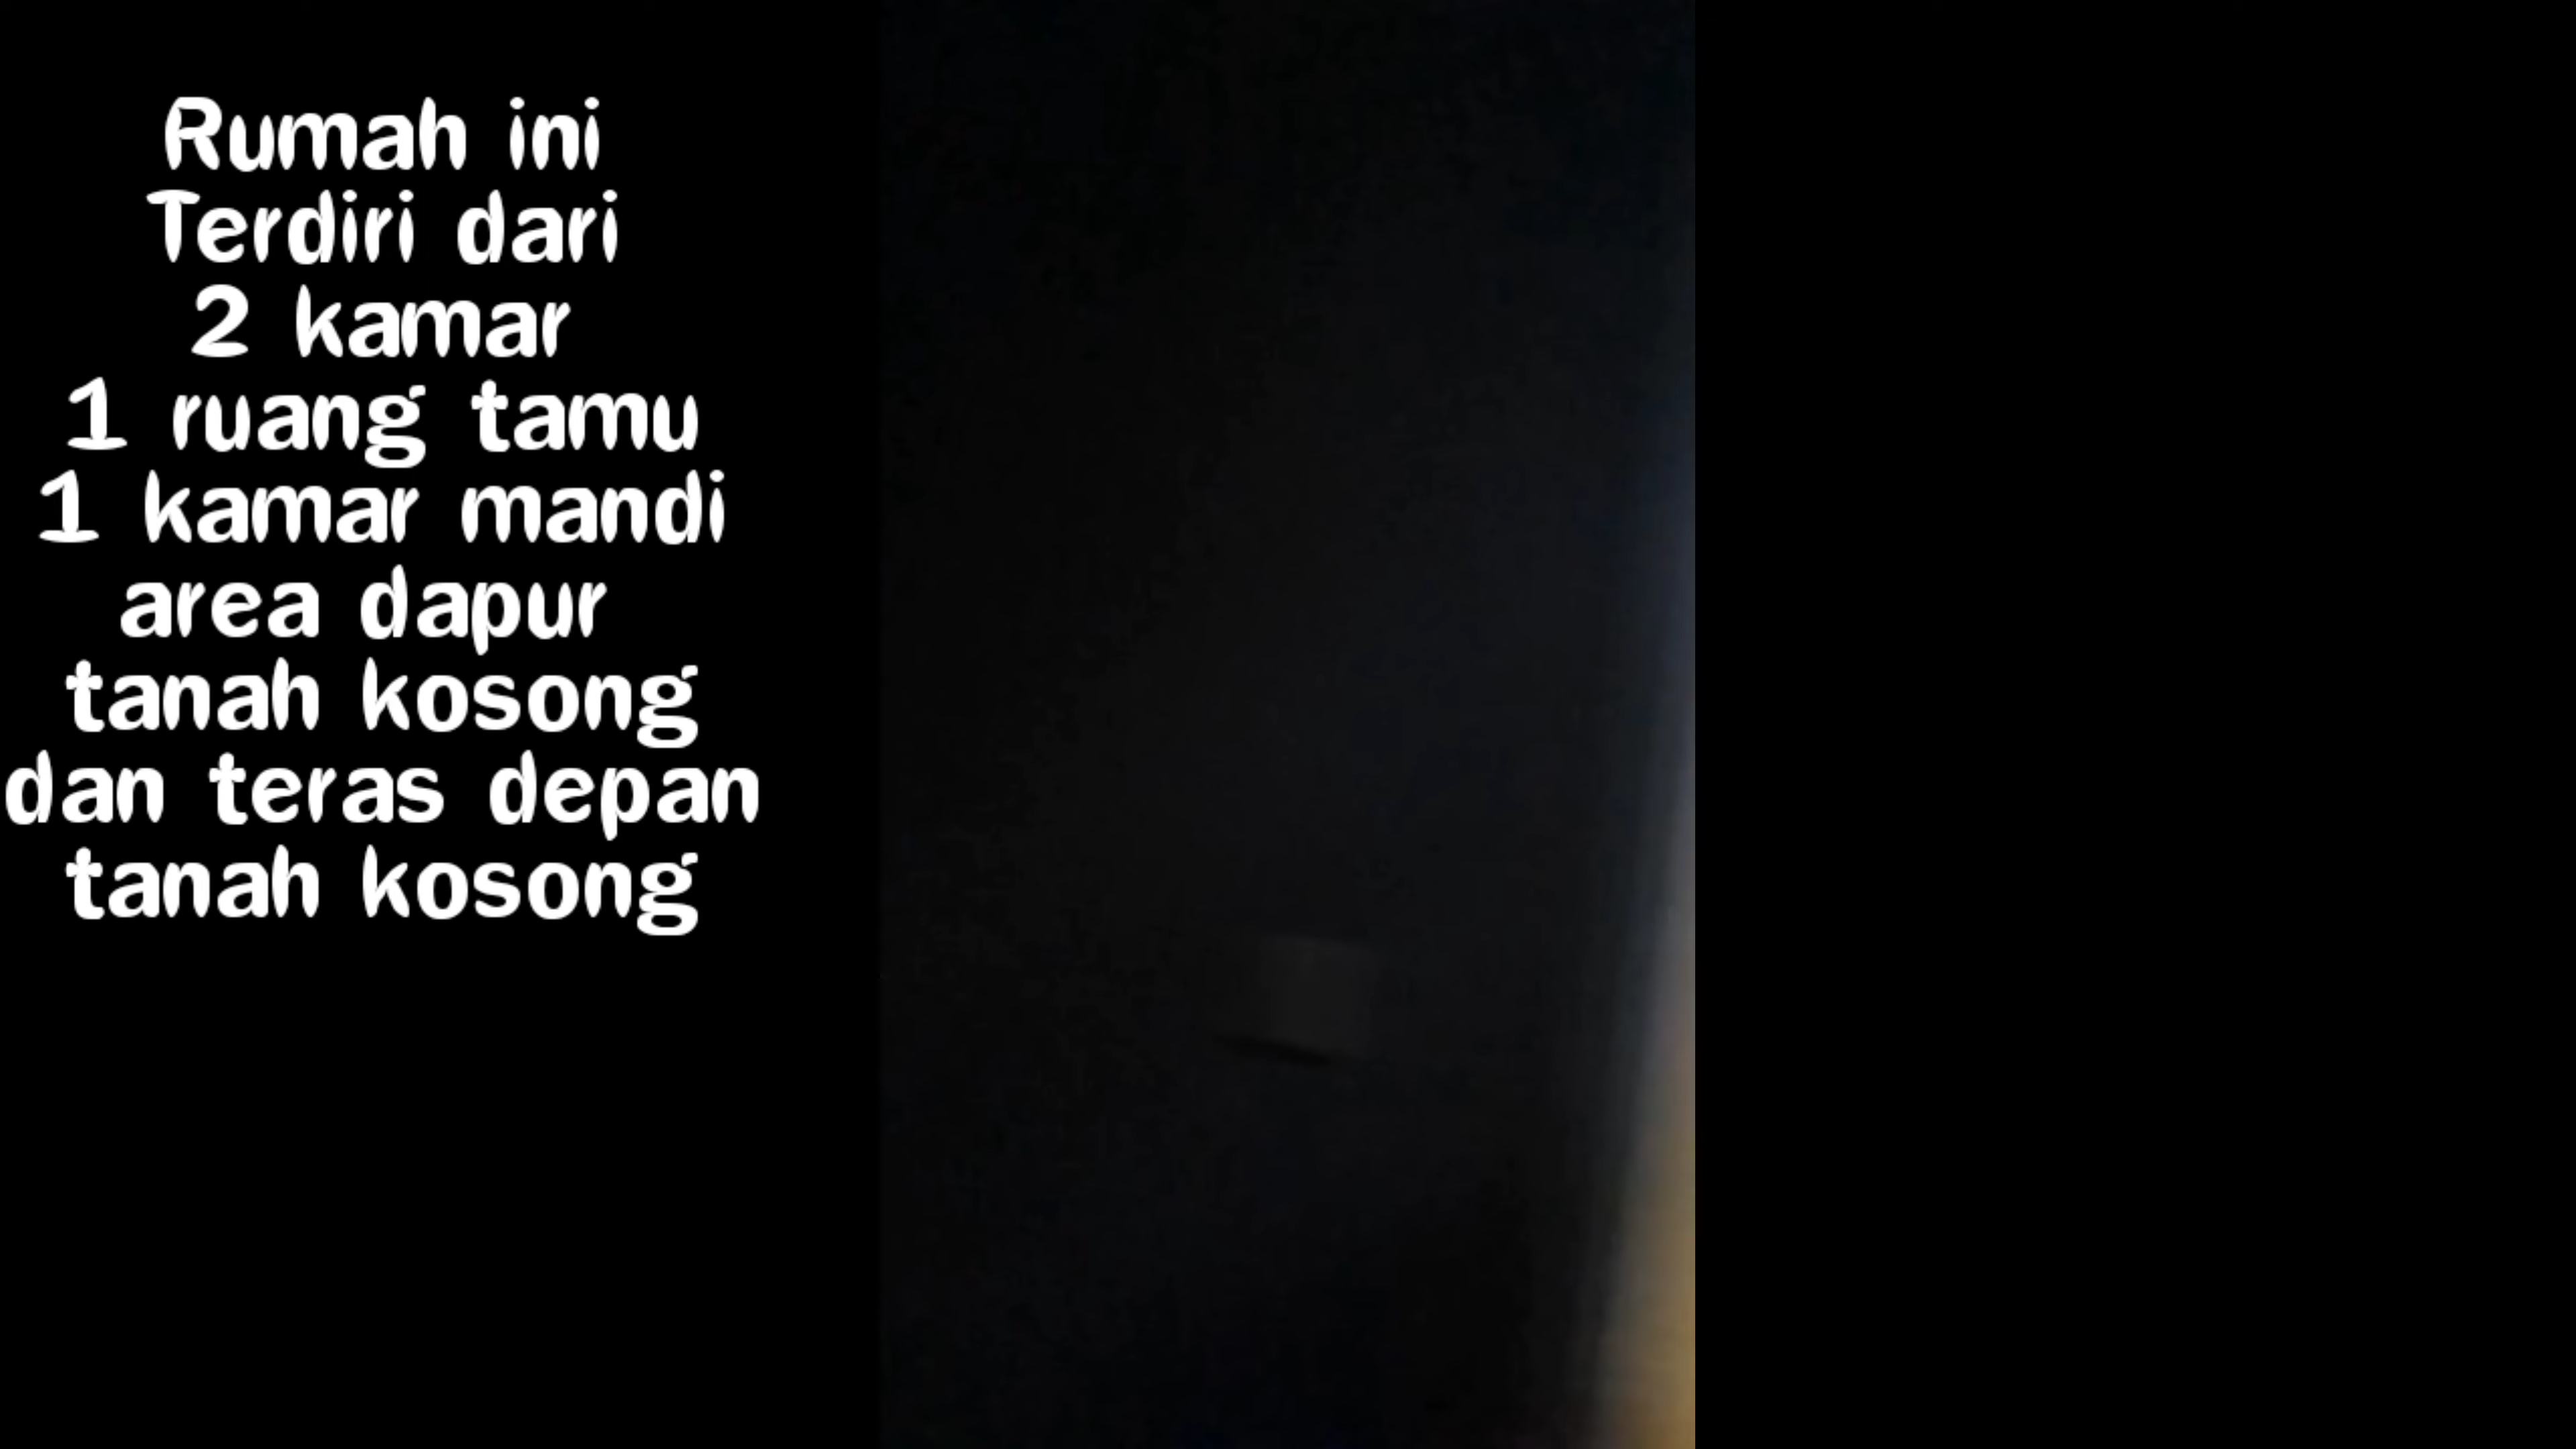 Rumah ini
Terdiri dari
2 kamar
1 ruang tamu
1 kamar mandi
area dapur
tanah kosong
dan teras depan
tanah kosong